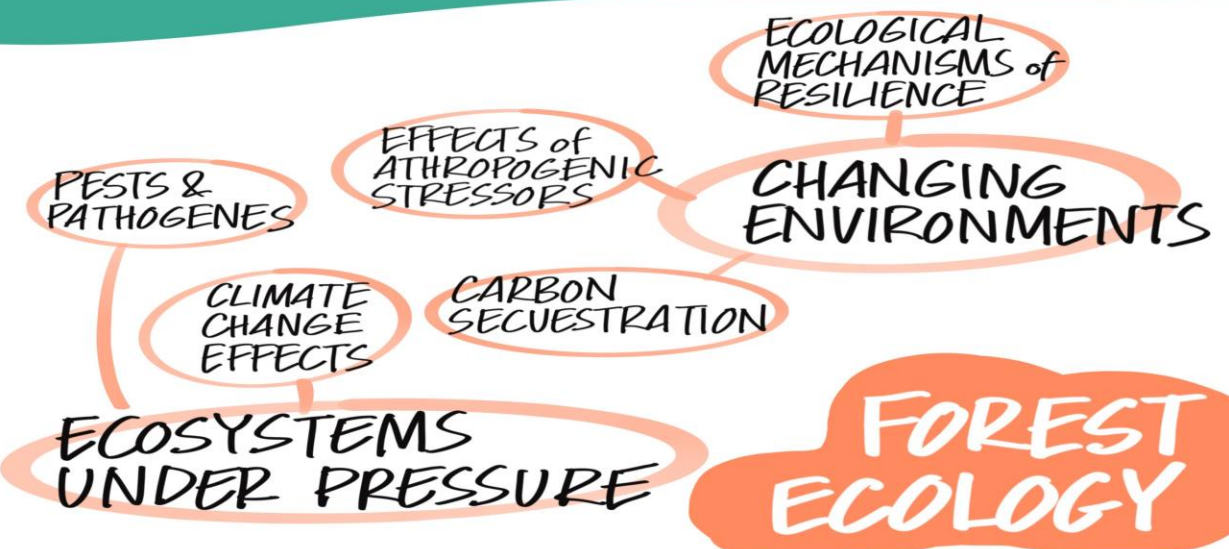 ECOLOGICAL
MECHANISMS of
RESILIENCE
EFFECTS of
ATHROPOGENIC
STRESSORS
CHANGING
ENVIRONMENTS
PESTS &
PATHOGENES
CLIMATE
CHANGE
EFFECTS
CARBON
SECUESTRATION
ECOSYSTEMS
UNDER PRESSURE
FOREST
ECOLOGY